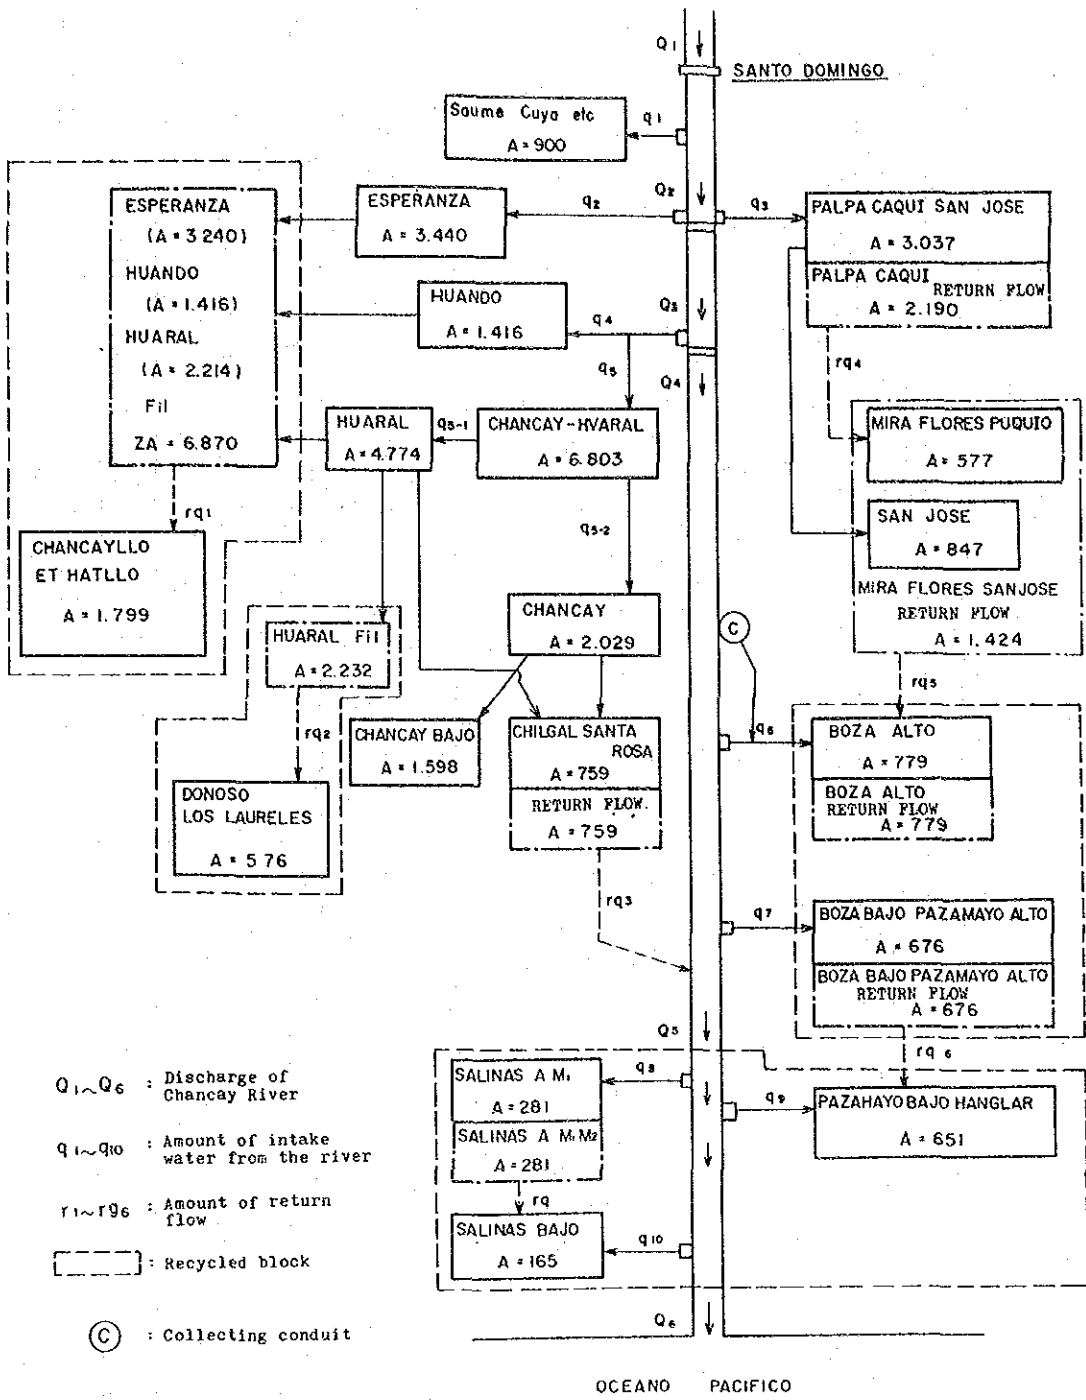 Q1
SANTO DOMINGO
Saume Cuya etc
A = 900
q1
Q2
ESPERANZA
(A = 3.240)
HUANDO
(A = 1.416)
HUARAL
(A = 2.214)
Fil
ZA = 6.870
ESPERANZA
A = 3.440
q2
q3
PALPA CAQUI SAN JOSE
A = 3.037
PALPA CAQUI
RETURN FLOW
A = 2.190
HUANDO
A = 1.416
q4
Q3
q5
Q4
rq4
HUARAL
A = 4.774
q5-1
CHANCAY-HVARAL
A = 6.803
MIRA FLORES PUQUIO
A = 577
rq1
q5-2
SAN JOSE
A = 847
CHANCAYLLO
ET HATLLO
A = 1.799
MIRA FLORES SANJOSE
RETURN FLOW
A = 1.424
CHANCAY
A = 2.029
C
HUARAL Fil
A = 2.232
rq5
rq2
CHANCAY BAJO
A = 1.598
CHILGAL SANTA
ROSA
A = 759
RETURN FLOW.
A = 759
q6
BOZA ALTO
A = 779
BOZA ALTO
RETURN FLOW
A = 779
DONOSO
LOS LAURELES
A = 5 76
rq3
q7
BOZA BAJO PAZAMAYO ALTO
A = 676
BOZA BAJO PAZAMAYO ALTO
RETURN FLOW
A = 676
Q5
rq 6
SALINAS A M1
A = 281
SALINAS A M1 M2
A = 281
q8
q9
PAZAHAYO BAJO HANGLAR
A = 651
rq
SALINAS BAJO
A = 165
q10
Q6
Q1~Q6 : Discharge of
Chancay River
q1~q10 : Amount of intake
water from the river
r1~rg6 : Amount of return
flow
: Recycled block
C : Collecting conduit
OCEANO PACIFICO